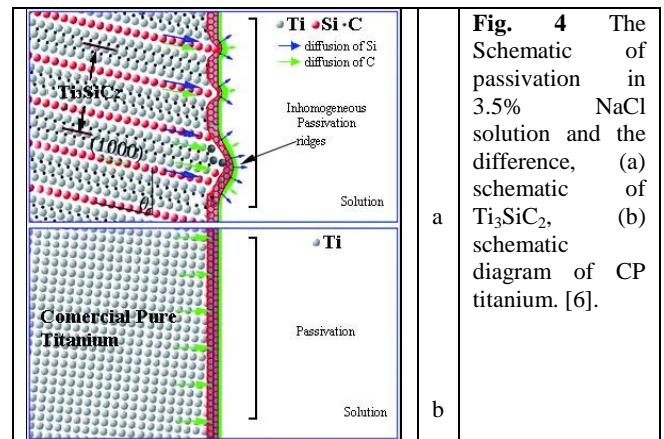 Ti Si · C
diffusion of Si
diffusion of C
Ti₃SiC₂
Inhomogeneous
Passivation
ridges
(1000)
θ
Solution
a
Ti
Comercial Pure
Titanium
Passivation
Solution
b
Fig. 4 The
Schematic of
passivation in
3.5% NaCl
solution and the
difference, (a)
schematic of
Ti₃SiC₂, (b)
schematic
diagram of CP
titanium. [6].